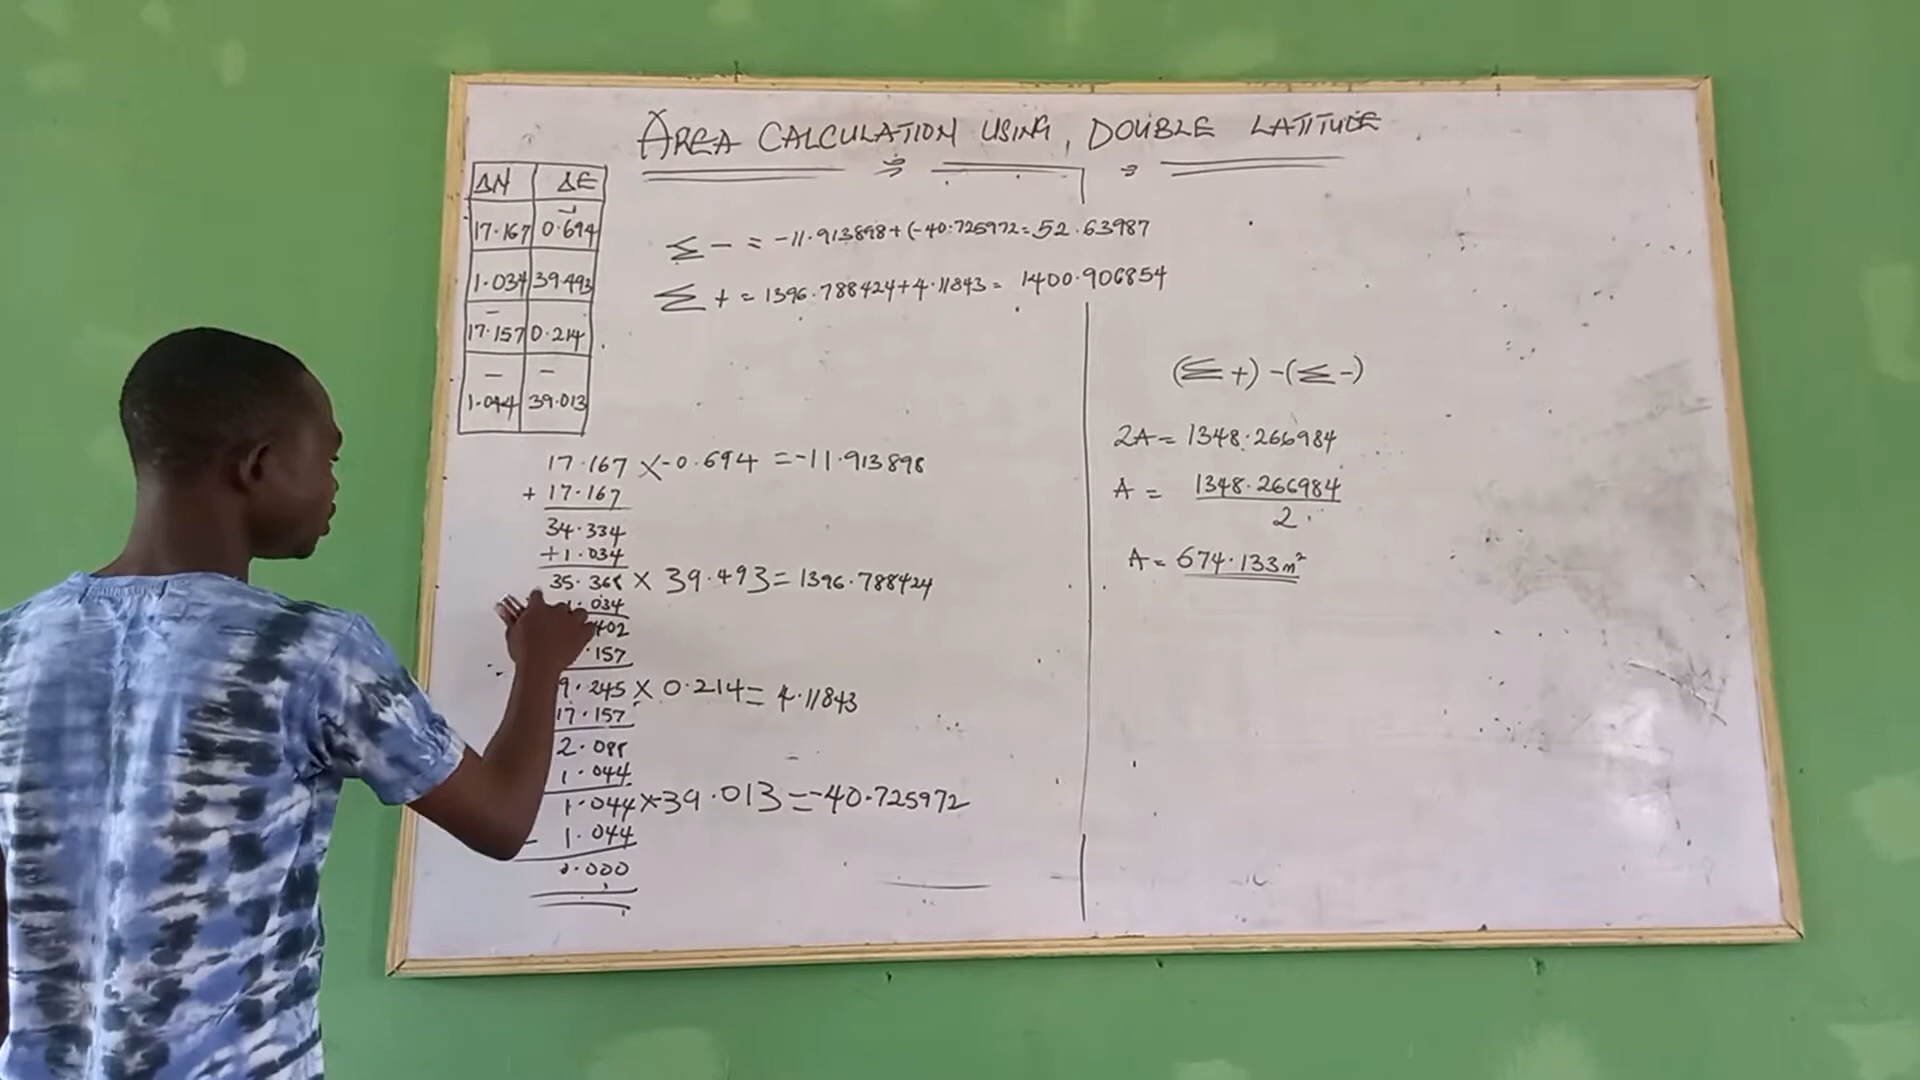 AREA CALCULATION USING, DOUBLE LATITUDE
ΔN ΔE
17.167 -0.694
1.034 39.493
-17.157 0.214
-1.044 -39.013
Σ- = -11.913898+(-40.725972=52.63987
Σ+ = 1396.788424+4.11843= 1400.906854
17.167 X -0.694 = -11.913898
+ 17.167
34.334
+1.034
35.368 X 39.493 = 1396.788424
1.034
402
.157
9.245 X 0.214 = 4.11843
17.157
2.088
1.044
1.044 X -39.013 = -40.725972
- 1.044
0.000
(Σ+) -(Σ-)
2A = 1348.266984
A = 1348.266984
2
A = 674.133m²